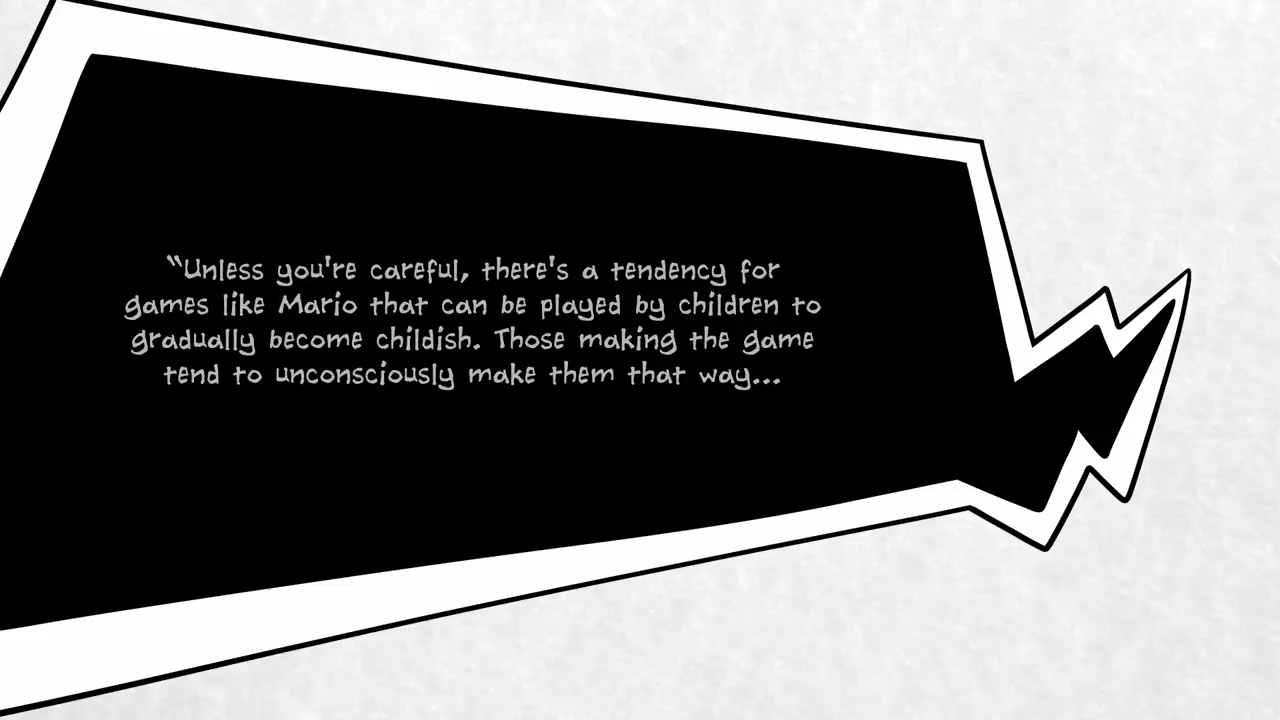 “Unless you're careful, there's a tendency for
games like Mario that can be played by children to
gradually become childish. Those making the game
tend to unconsciously make them that way...